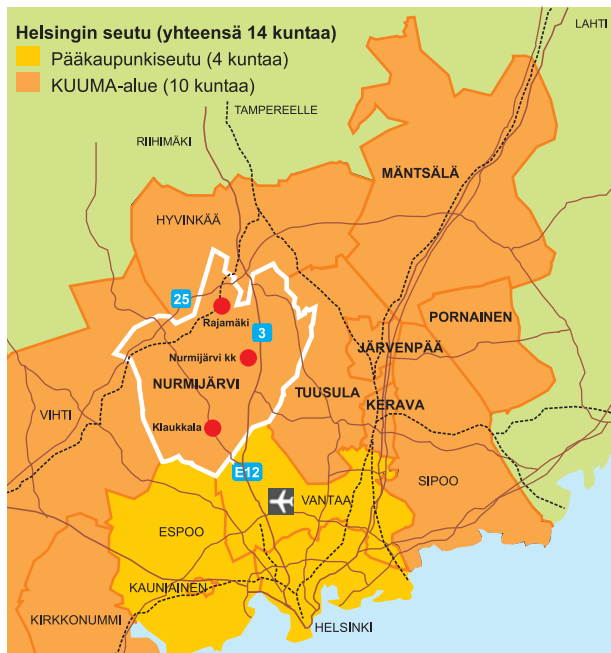 Helsingin seutu (yhteensä 14 kuntaa)
Pääkaupunkiseutu (4 kuntaa)
KUUMA-alue (10 kuntaa)
LAHTI
TAMPEREELLE
RIIHIMÄKI
MÄNTSÄLÄ
HYVINKÄÄ
25
Rajamäki
3
PORNAINEN
JÄRVENPÄÄ
Nurmijärvi kk
NURMIJÄRVI
TUUSULA
KERAVA
VIHTI
Klaukkala
E12
SIPOO
VANTAA
ESPOO
KAUNIAINEN
KIRKKONUMMI
HELSINKI